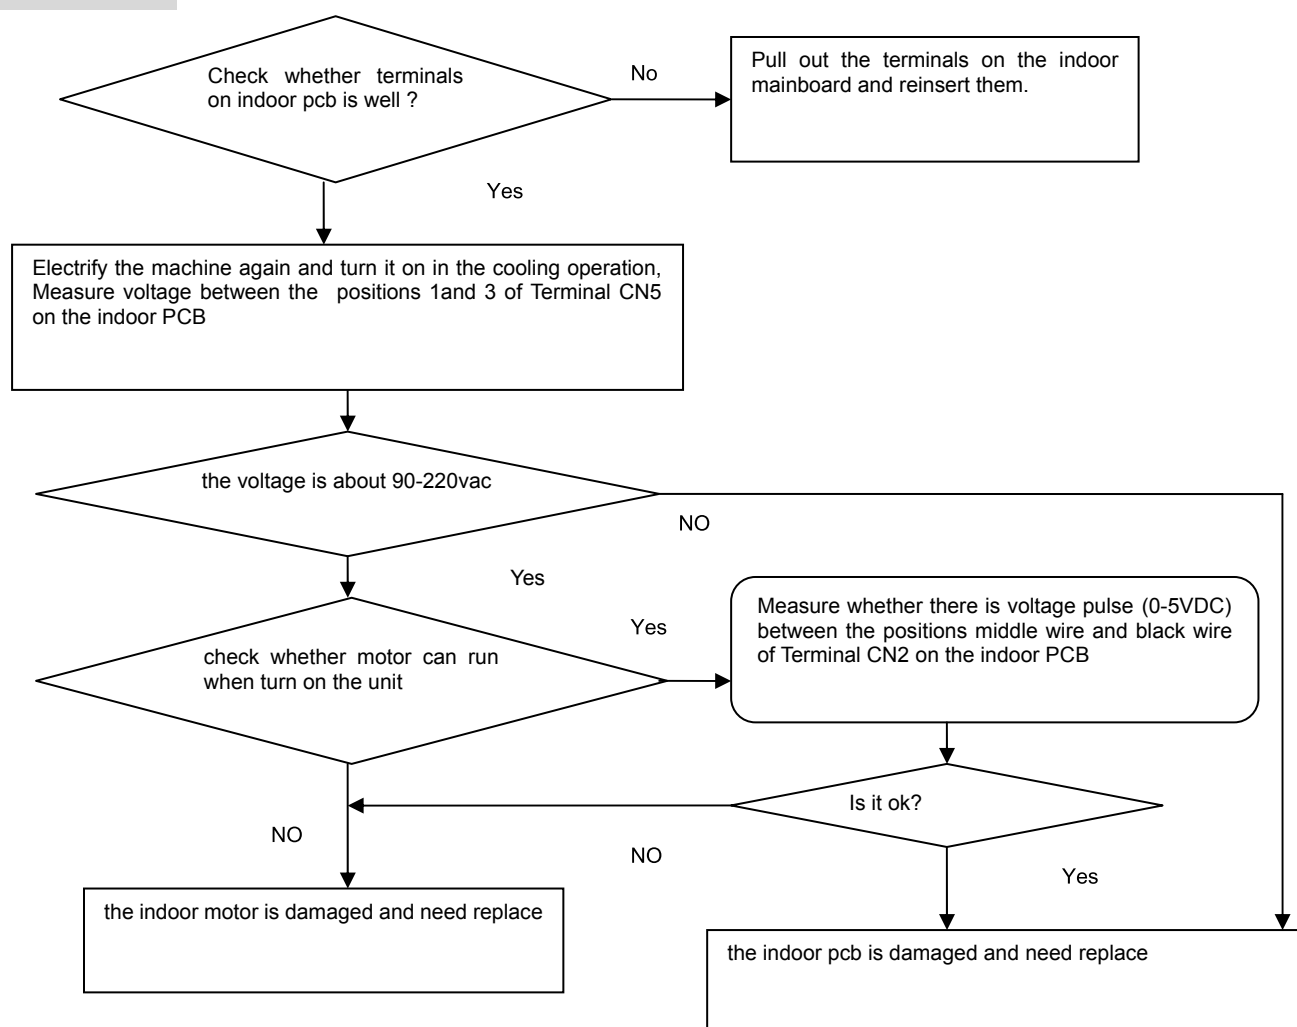 Check whether terminals
on indoor pcb is well ?
No
Pull out the terminals on the indoor
mainboard and reinsert them.
Yes
Electrify the machine again and turn it on in the cooling operation,
Measure voltage between the positions 1and 3 of Terminal CN5
on the indoor PCB
the voltage is about 90-220vac
NO
Yes
check whether motor can run
when turn on the unit
Yes
Measure whether there is voltage pulse (0-5VDC)
between the positions middle wire and black wire
of Terminal CN2 on the indoor PCB
Is it ok?
NO
NO
Yes
the indoor motor is damaged and need replace
the indoor pcb is damaged and need replace